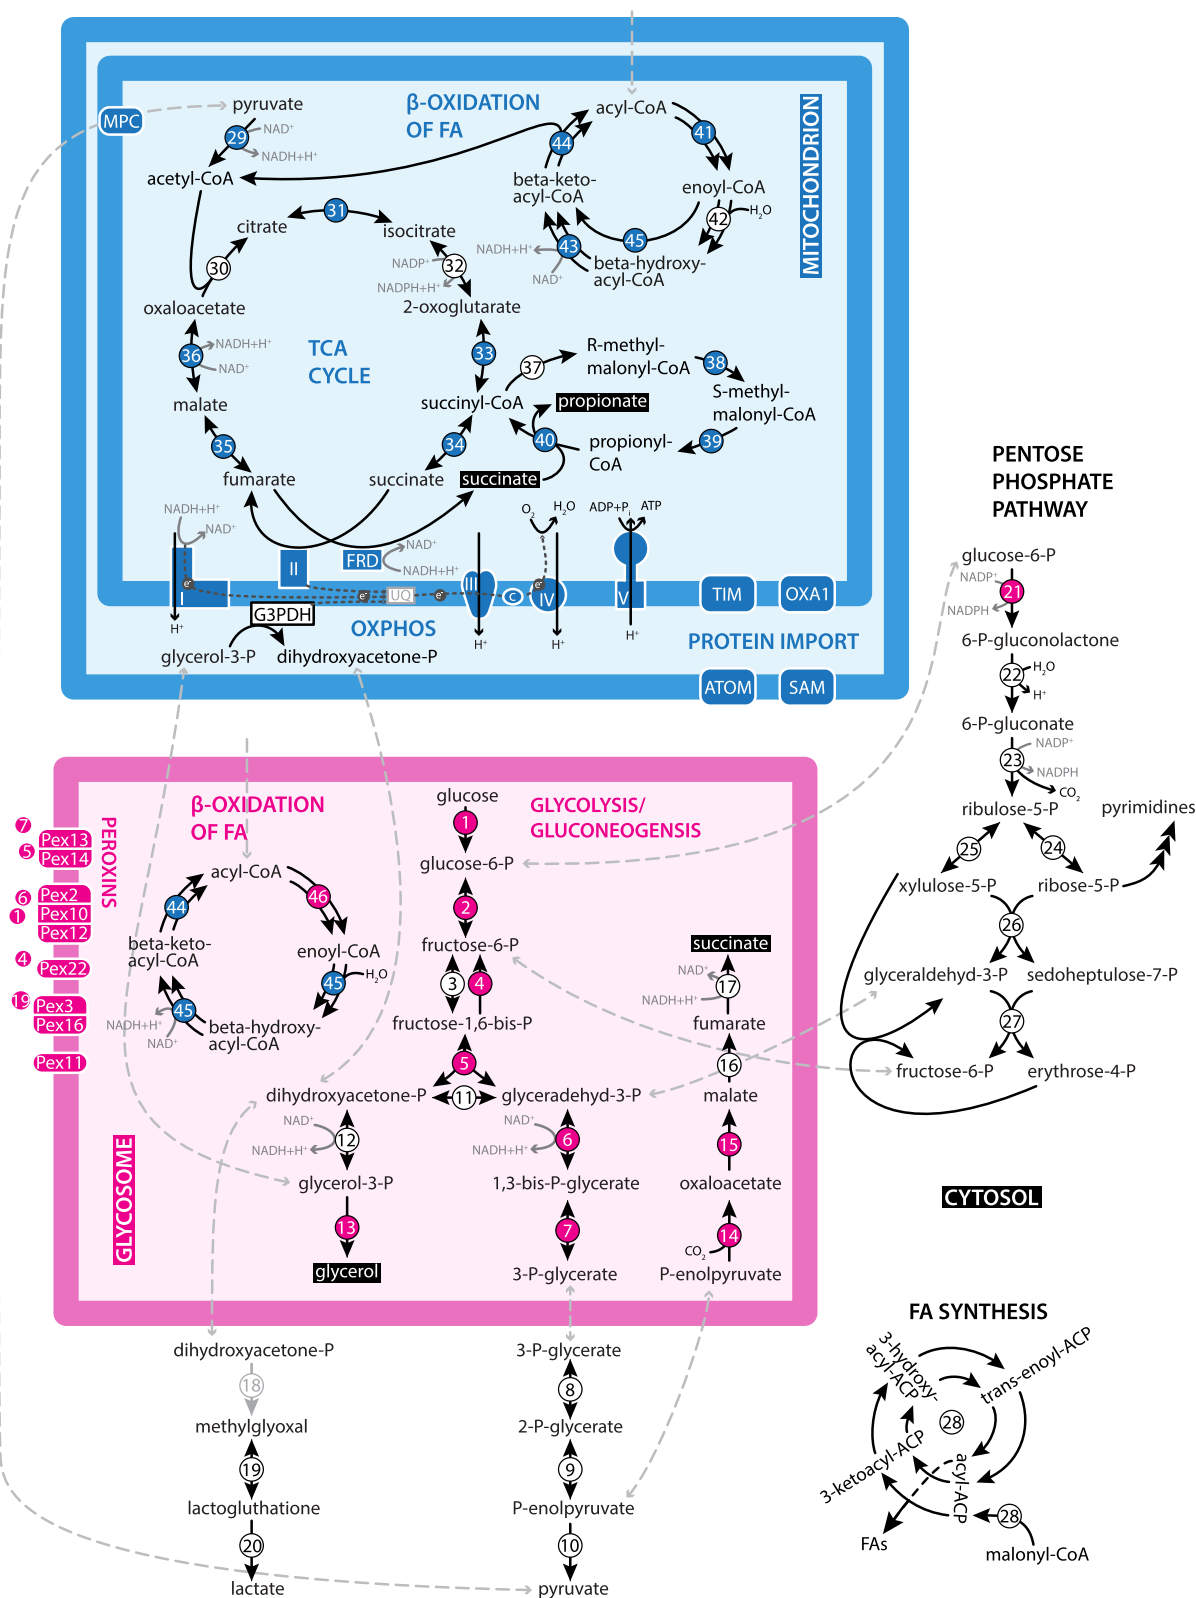 MITOCHONDRION
MPC
pyruvate
29
NAD⁺
NADH+H⁺
acetyl-CoA
β-OXIDATION
OF FA
acyl-CoA
44
41
beta-keto-
acyl-CoA
enoyl-CoA
42
H₂O
43
45
NADH+H⁺
NAD⁺
beta-hydroxy-
acyl-CoA
citrate
31
isocitrate
30
NADP⁺
32
NADPH+H⁺
oxaloacetate
2-oxoglutarate
36
NADH+H⁺
NAD⁺
TCA
CYCLE
33
37
R-methyl-
malonyl-CoA
38
S-methyl-
malonyl-CoA
malate
succinyl-CoA
propionate
35
34
40
propionyl-
CoA
39
fumarate
succinate
succinate
NADH+H⁺
NAD⁺
O₂
H₂O
ADP+Pᵢ
ATP
II
FRD
NAD⁺
NADH+H⁺
I
e⁻
e⁻
UQ
e⁻
III
c
e⁻
IV
V
TIM
OXA1
H⁺
G3PDH
OXPHOS
H⁺
H⁺
H⁺
PROTEIN IMPORT
glycerol-3-P
dihydroxyacetone-P
ATOM
SAM
PENTOSE
PHOSPHATE
PATHWAY
glucose-6-P
NADP⁺
21
NADPH
6-P-gluconolactone
22
H₂O
H⁺
6-P-gluconate
23
NADP⁺
NADPH
CO₂
ribulose-5-P
pyrimidines
25
24
xylulose-5-P
ribose-5-P
26
glyceraldehyd-3-P
sedoheptulose-7-P
27
fructose-6-P
erythrose-4-P
PEROXINS
7
Pex13
5
Pex14
6
Pex2
1
Pex10
Pex12
4
Pex22
19
Pex3
Pex16
Pex11
GLYCOSOME
β-OXIDATION
OF FA
acyl-CoA
44
46
beta-keto-
acyl-CoA
enoyl-CoA
45
H₂O
45
NADH+H⁺
NAD⁺
beta-hydroxy-
acyl-CoA
GLYCOLYSIS/
GLUCONEOGENSIS
glucose
1
glucose-6-P
2
fructose-6-P
3
4
fructose-1,6-bis-P
5
dihydroxyacetone-P
11
glyceradehyd-3-P
NAD⁺
12
NADH+H⁺
NAD⁺
6
NADH+H⁺
glycerol-3-P
1,3-bis-P-glycerate
13
7
glycerol
3-P-glycerate
succinate
NAD⁺
17
NADH+H⁺
fumarate
16
malate
15
oxaloacetate
14
CO₂
P-enolpyruvate
CYTOSOL
dihydroxyacetone-P
18
methylglyoxal
19
lactogluthatione
20
lactate
3-P-glycerate
8
2-P-glycerate
9
P-enolpyruvate
10
pyruvate
FA SYNTHESIS
3-hydroxy-
acyl-ACP
trans-enoyl-ACP
28
3-ketoacyl-ACP
acyl-ACP
28
FAs
malonyl-CoA